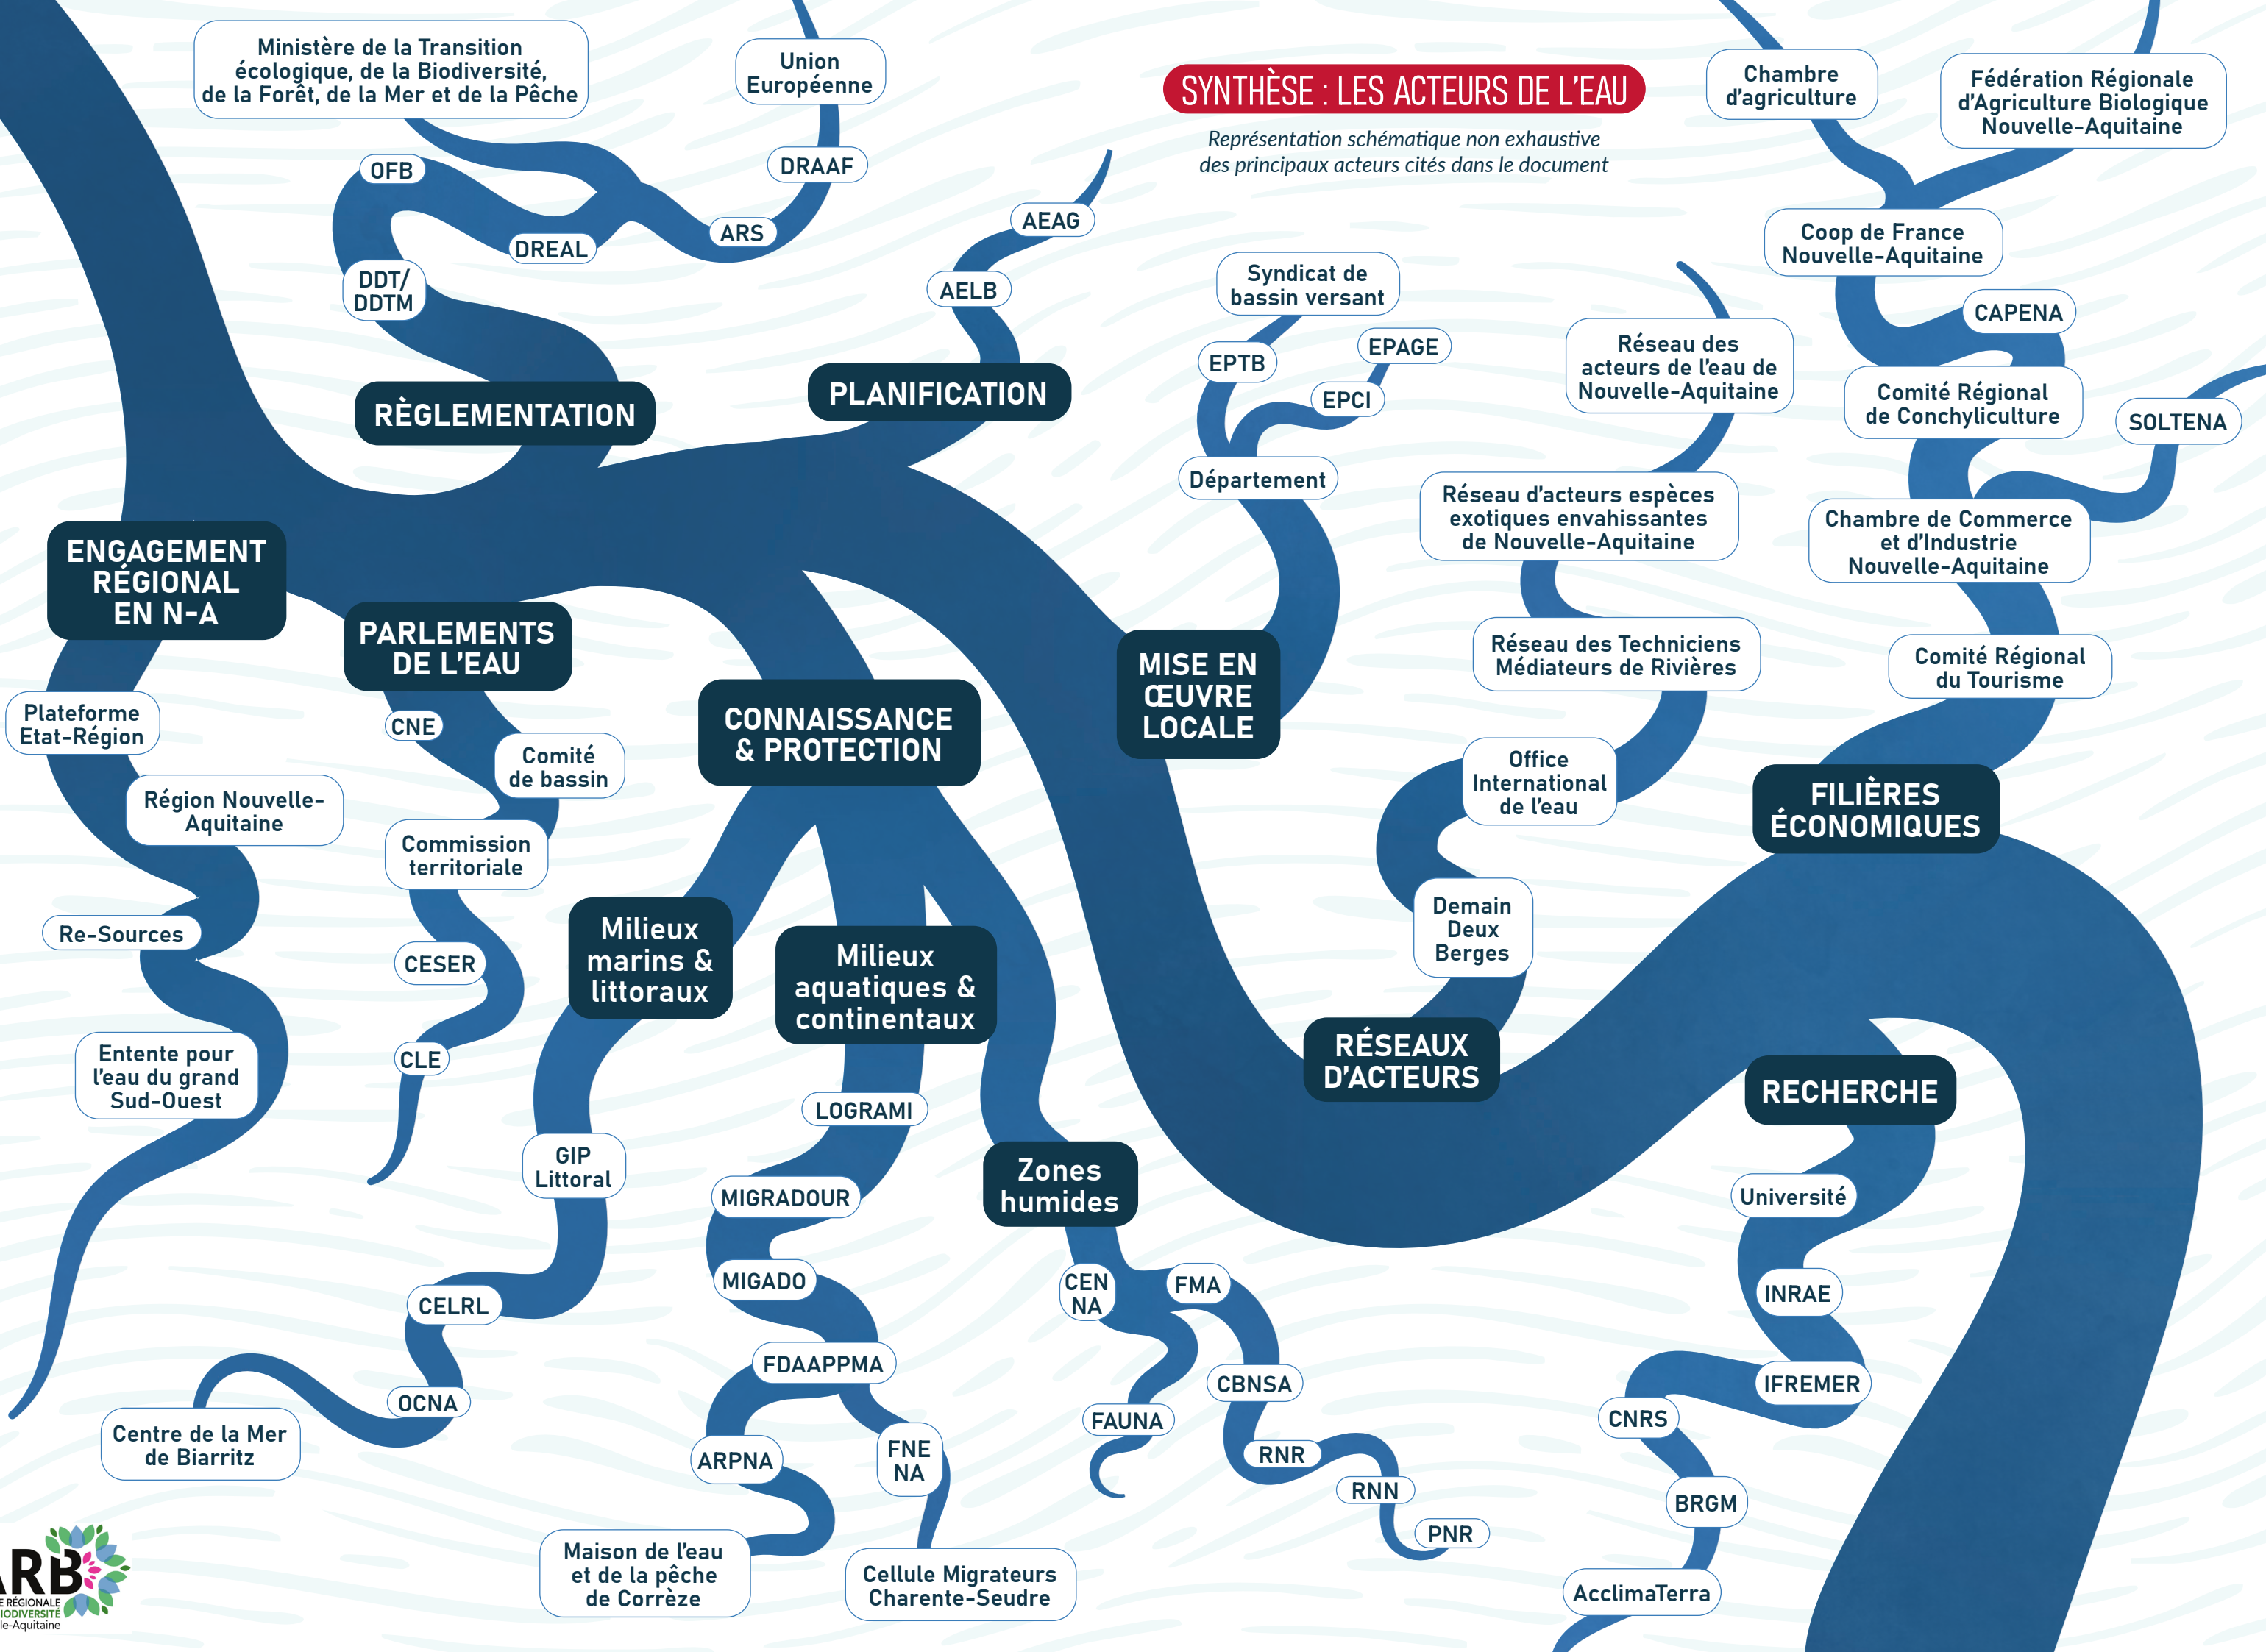 SYNTHÈSE : LES ACTEURS DE L'EAU
Représentation schématique non exhaustive
des principaux acteurs cités dans le document
Ministère de la Transition
écologique, de la Biodiversité,
de la Forêt, de la Mer et de la Pêche
Union
Européenne
OFB
DRAAF
DREAL
ARS
DDT/
DDTM
RÈGLEMENTATION
AEAG
AELB
PLANIFICATION
Syndicat de
bassin versant
EPTB
EPAGE
EPCI
Département
MISE EN
ŒUVRE
LOCALE
Réseau des
acteurs de l'eau de
Nouvelle-Aquitaine
Réseau d'acteurs espèces
exotiques envahissantes
de Nouvelle-Aquitaine
Réseau des Techniciens
Médiateurs de Rivières
Office
International
de l'eau
Demain
Deux
Berges
RÉSEAUX
D'ACTEURS
Chambre
d'agriculture
Fédération Régionale
d'Agriculture Biologique
Nouvelle-Aquitaine
Coop de France
Nouvelle-Aquitaine
CAPENA
Comité Régional
de Conchyliculture
SOLTENA
Chambre de Commerce
et d'Industrie
Nouvelle-Aquitaine
Comité Régional
du Tourisme
FILIÈRES
ÉCONOMIQUES
ENGAGEMENT
RÉGIONAL
EN N-A
Plateforme
Etat-Région
Région Nouvelle-
Aquitaine
Re-Sources
Entente pour
l'eau du grand
Sud-Ouest
PARLEMENTS
DE L'EAU
CNE
Comité
de bassin
Commission
territoriale
CESER
CLE
CONNAISSANCE
& PROTECTION
Milieux
marins &
littoraux
GIP
Littoral
CELRL
OCNA
Centre de la Mer
de Biarritz
Milieux
aquatiques &
continentaux
LOGRAMI
MIGRADOUR
MIGADO
FDAAPPMA
ARPNA
FNE
NA
Maison de l'eau
et de la pêche
de Corrèze
Cellule Migrateurs
Charente-Seudre
Zones
humides
CEN
NA
FMA
CBNSA
FAUNA
RNR
RNN
PNR
RECHERCHE
Université
INRAE
IFREMER
CNRS
BRGM
AcclimaTerra
ARB
E RÉGIONALE
IODIVERSITÉ
le-Aquitaine